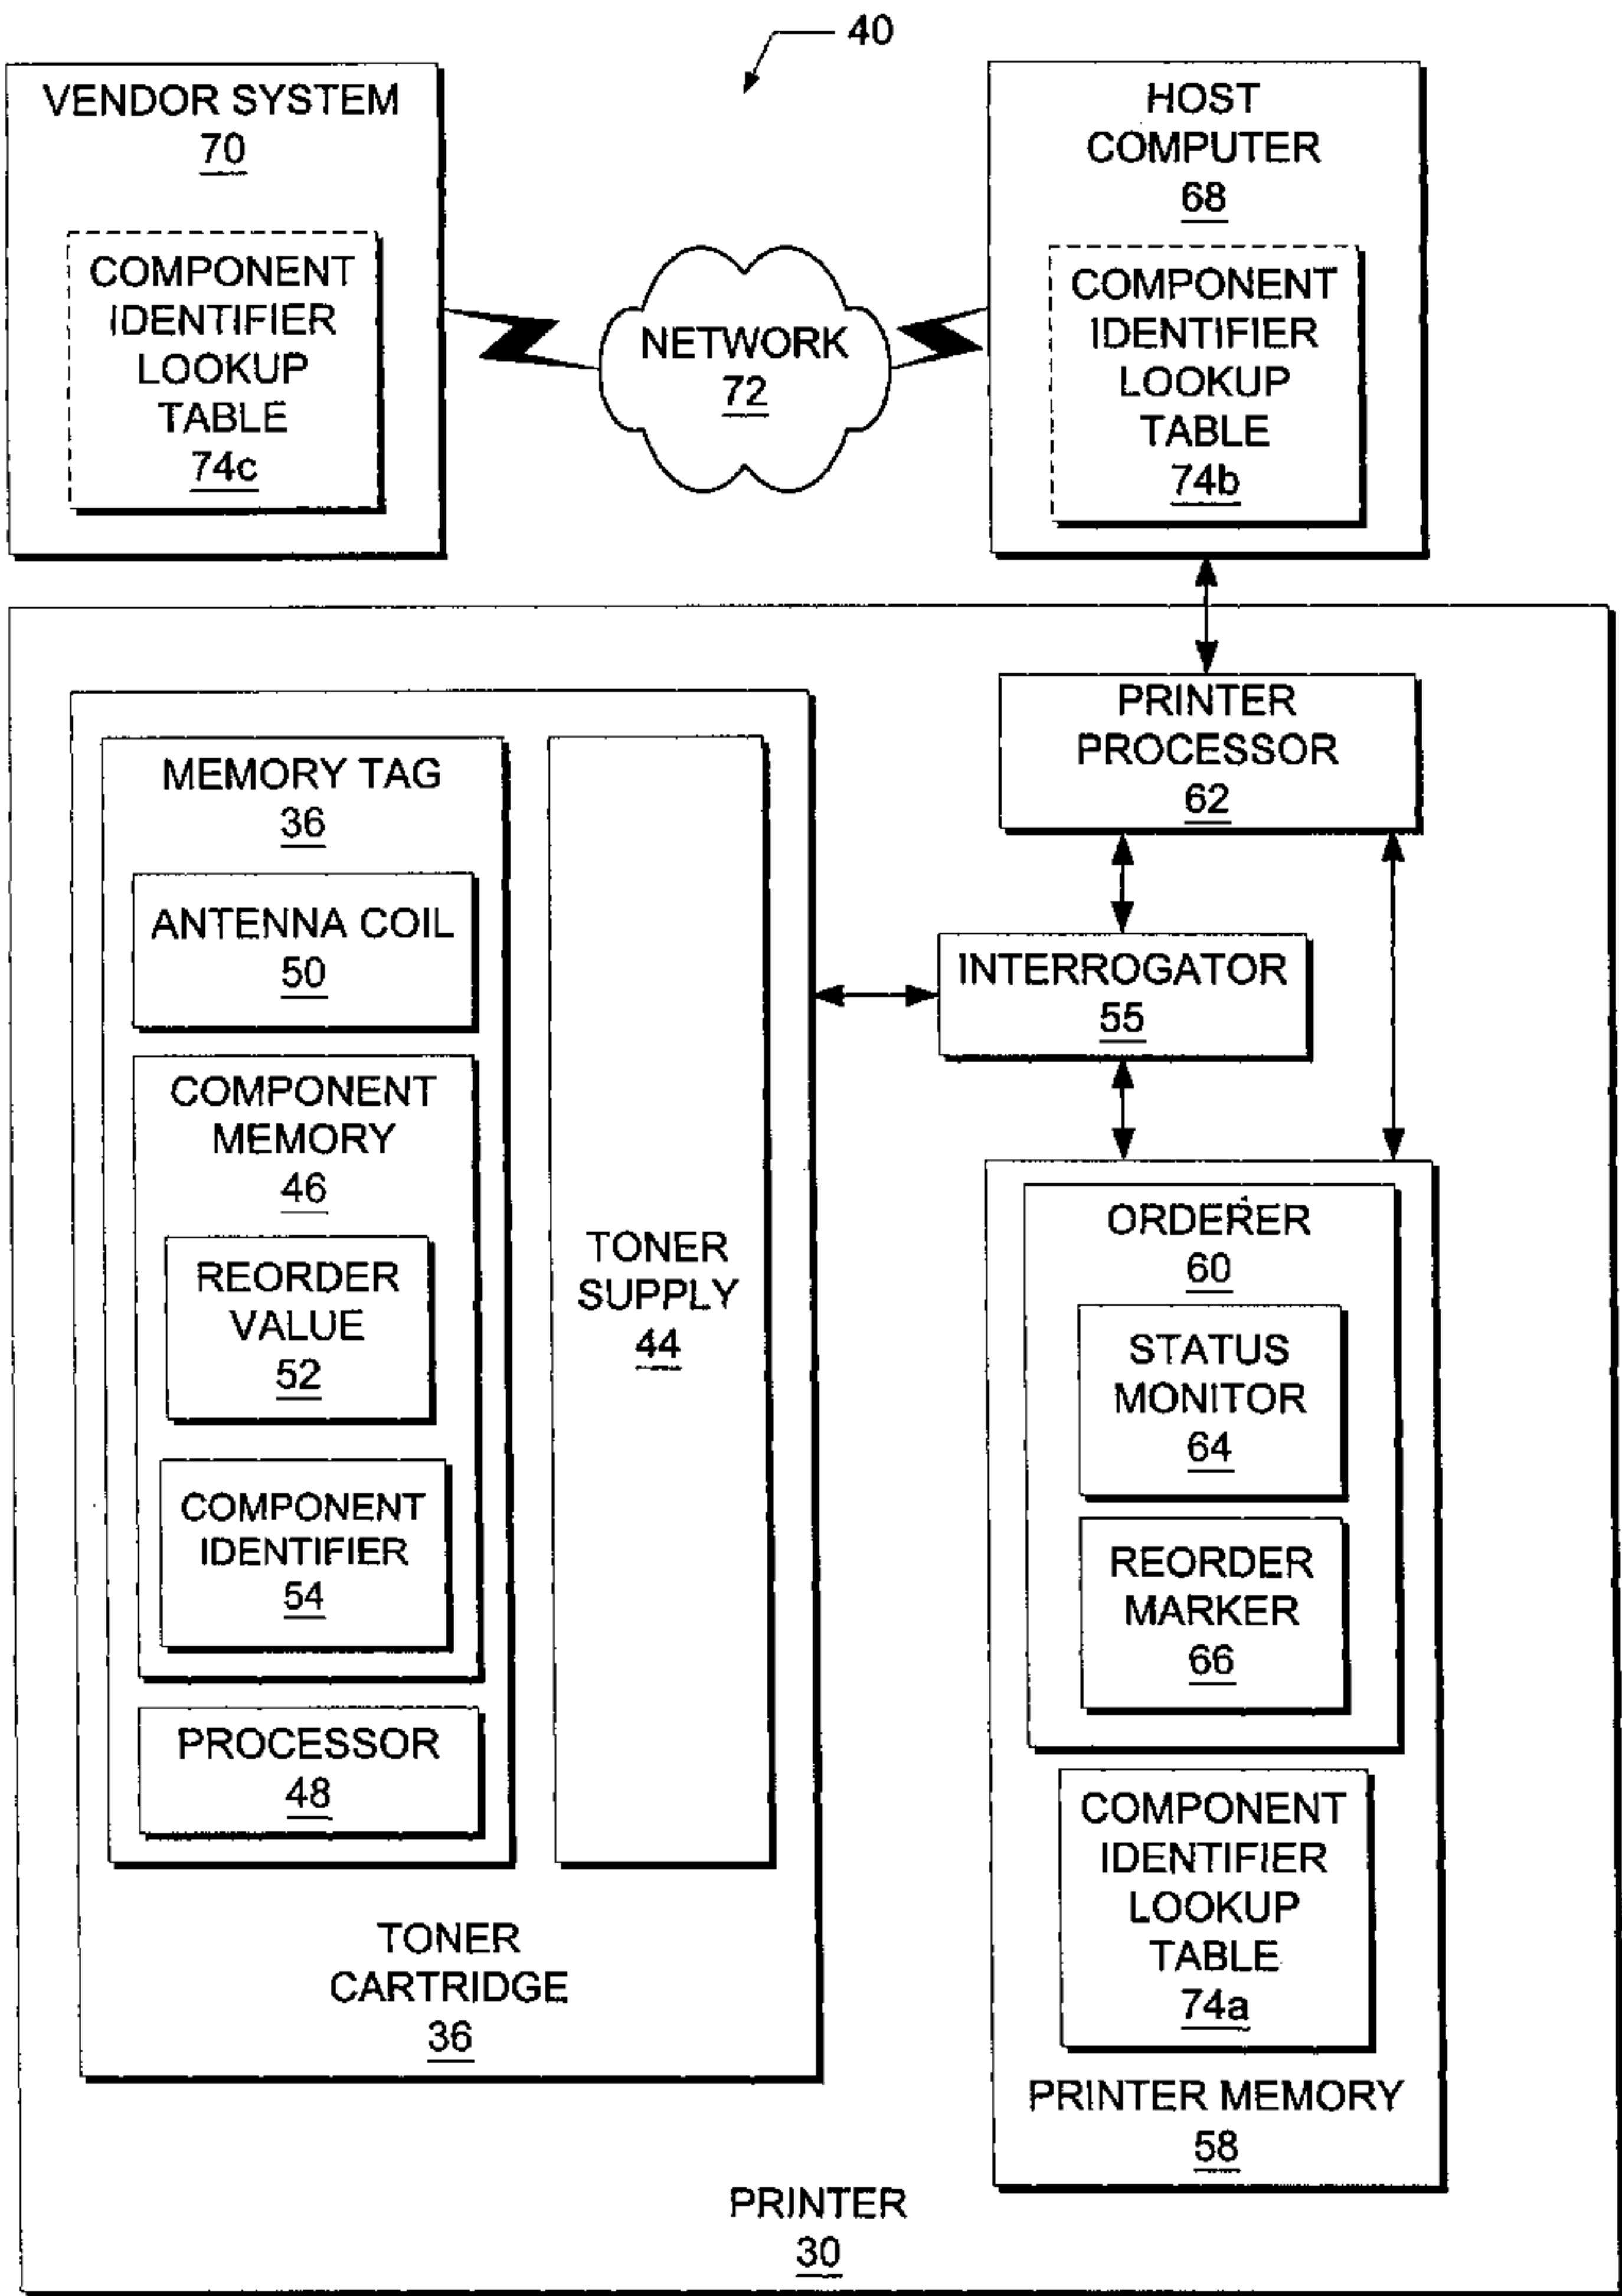 40
VENDOR SYSTEM
70
COMPONENT
IDENTIFIER
LOOKUP
TABLE
74c
NETWORK
72
HOST
COMPUTER
68
COMPONENT
IDENTIFIER
LOOKUP
TABLE
74b
PRINTER
PROCESSOR
62
MEMORY TAG
36
ANTENNA COIL
50
COMPONENT
MEMORY
46
REORDER
VALUE
52
COMPONENT
IDENTIFIER
54
PROCESSOR
48
TONER
SUPPLY
44
TONER
CARTRIDGE
36
INTERROGATOR
55
ORDERER
60
STATUS
MONITOR
64
REORDER
MARKER
66
COMPONENT
IDENTIFIER
LOOKUP
TABLE
74a
PRINTER MEMORY
58
PRINTER
30